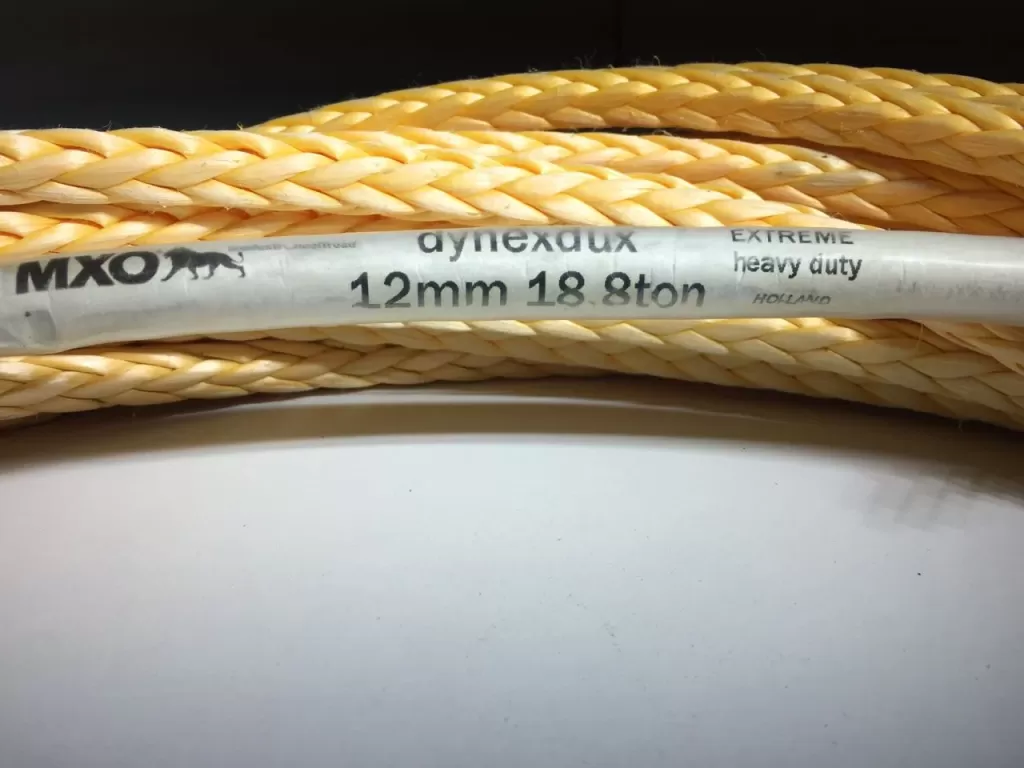 MXO
dynexdux
12mm 18.8ton
EXTREME
heavy duty
HOLLAND